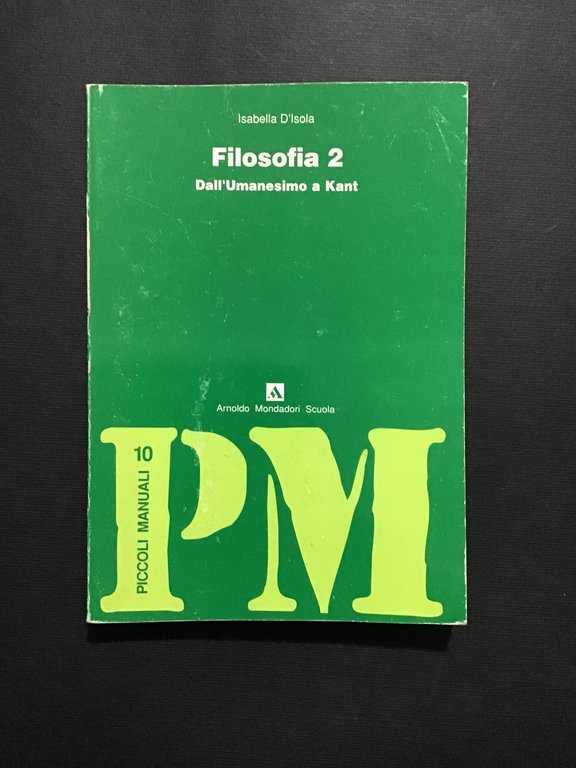 Isabella D'Isola
Filosofia 2
Dall'Umanesimo a Kant
A
Arnoldo Mondadori Scuola
10
PICCOLI MANUALI
PM